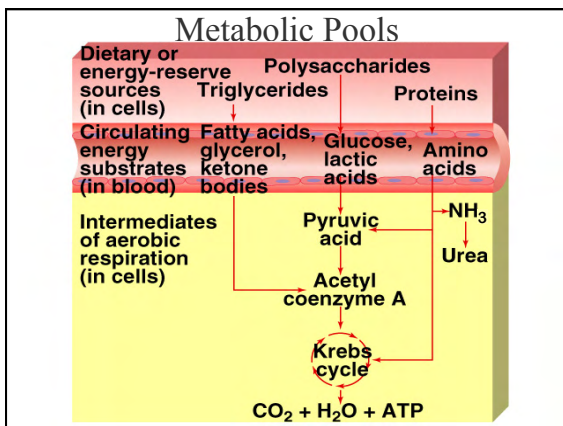 Metabolic Pools
Dietary or
energy-reserve
sources
(in cells)
Triglycerides
Polysaccharides
Proteins
Circulating
energy
substrates
(in blood)
Fatty acids,
glycerol,
ketone
bodies
Glucose,
lactic
acids
Amino
acids
Intermediates
of aerobic
respiration
(in cells)
Pyruvic
acid
NH₃
Urea
Acetyl
coenzyme A
Krebs
cycle
CO₂ + H₂O + ATP